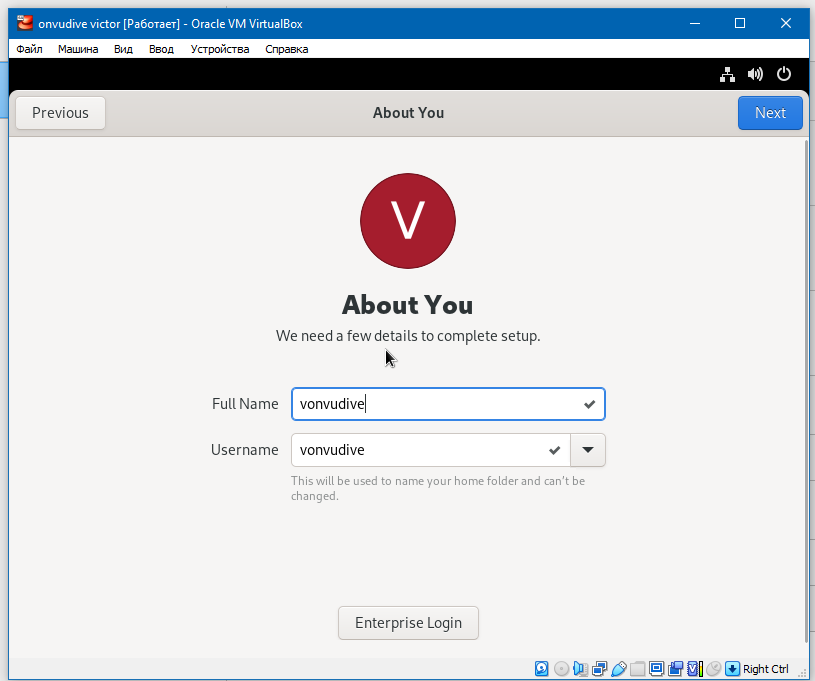 onvudive victor [Работает] - Oracle VM VirtualBox
Файл Машина Вид Ввод Устройства Справка
Previous About You Next
V
About You
We need a few details to complete setup.
Full Name vonvudive
Username vonvudive
This will be used to name your home folder and can't be
changed.
Enterprise Login
Right Ctrl